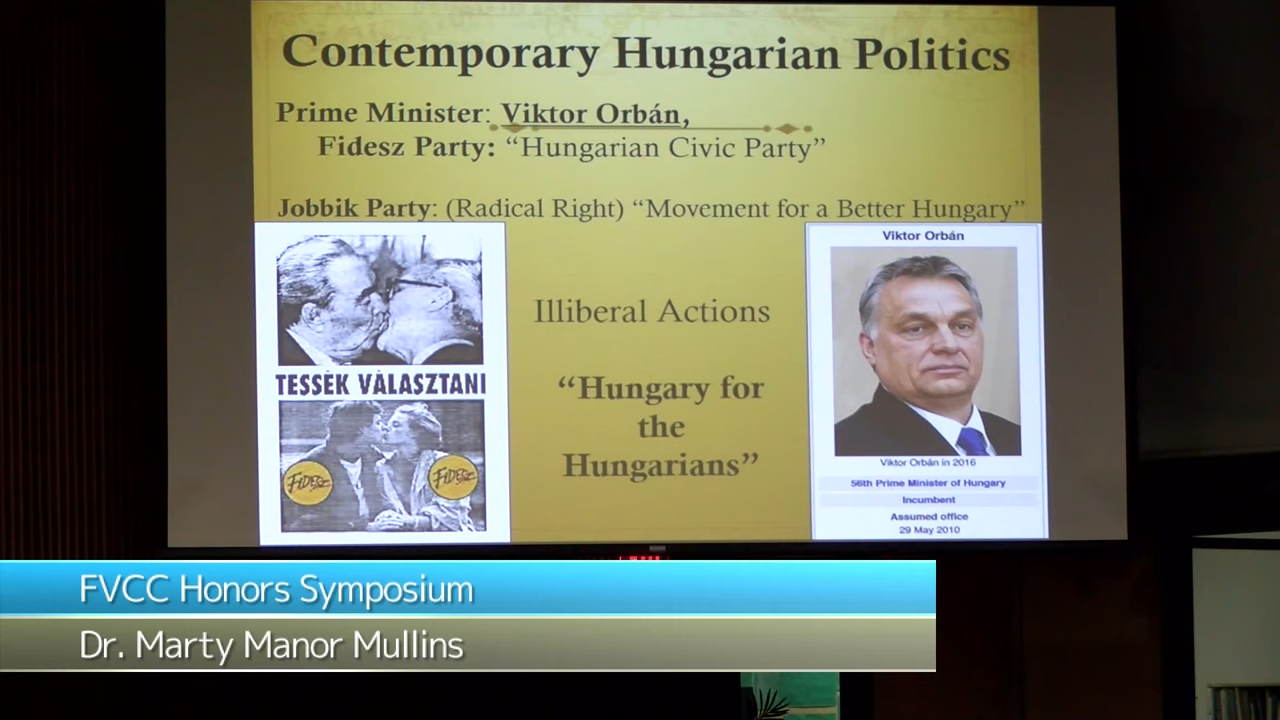 Contemporary Hungarian Politics
Prime Minister: Viktor Orbán,
Fidesz Party: “Hungarian Civic Party”
Jobbik Party: (Radical Right) “Movement for a Better Hungary”
TESSÉK VÁLASZTANI
FIDESZ
FIDESZ
Illiberal Actions
“Hungary for
the
Hungarians”
Viktor Orbán
Viktor Orbán in 2016
56th Prime Minister of Hungary
Incumbent
Assumed office
29 May 2010
FVCC Honors Symposium
Dr. Marty Manor Mullins